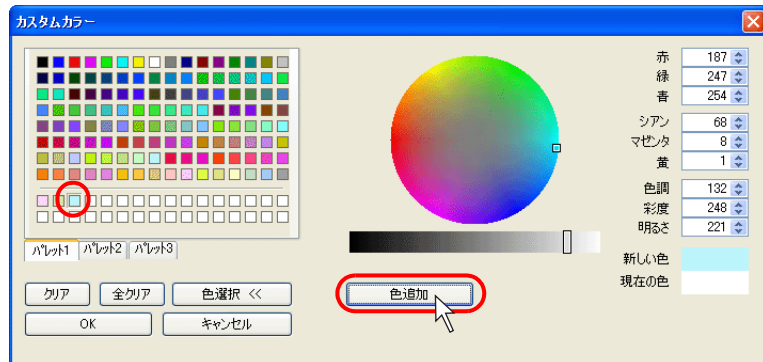 カスタムカラー
赤 187
緑 247
青 254
シアン 68
マゼンタ 8
黄 1
色調 132
彩度 248
明るさ 221
新しい色
現在の色
パレット1 パレット2 パレット3
クリア 全クリア 色選択 <<
OK キャンセル
色追加